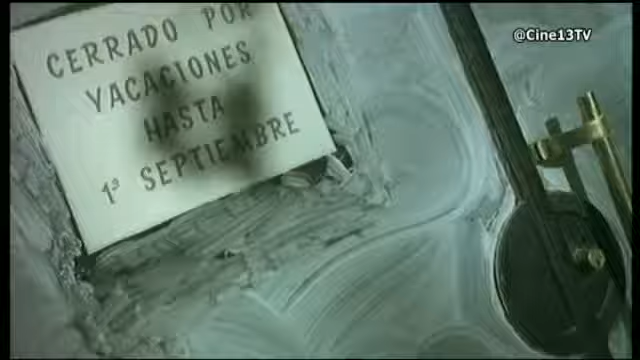 @Cine13TV
CERRADO POR
VACACIONES
HASTA
1º SEPTIEMBRE